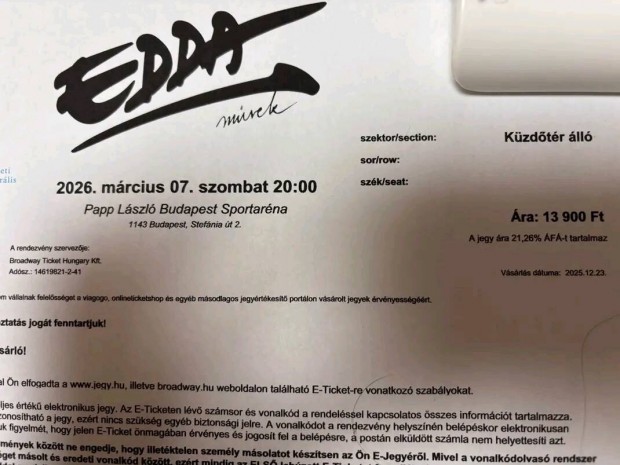 EDDA
művek
szektor/section: Küzdőtér álló
sor/row:
szék/seat:
2026. március 07. szombat 20:00
Papp László Budapest Sportaréna
1143 Budapest, Stefánia út 2.
Ára: 13 900 Ft
A jegy ára 21,26% ÁFÁ-t tartalmaz
A rendezvény szervezője:
Broadway Ticket Hungary Kft.
Adósz.: 14619821-2-41
Vásárlás dátuma: 2025.12.23.
vállalnak felelősséget a viagogo, onlineticketshop és egyéb másodlagos jegyértékesítő portálon vásárolt jegyek érvényességéért.
jogát fenntartjuk!
Ön elfogadta a www.jegy.hu, illetve broadway.hu weboldalon található E-Ticket-re vonatkozó szabályokat.
értékű elektronikus jegy. Az E-Ticketen lévő számsor és vonalkód a rendeléssel kapcsolatos összes információt tartalmazza.
a jegy, ezért nincs szükség egyéb biztonsági jelre. A vonalkódot a rendezvény helyszínén belépéskor elektronikusan
figyelmét, hogy jelen E-Ticket önmagában érvényes és jogosít fel a belépésre, a postán elküldött számla nem helyettesíti azt.
között ne engedje, hogy illetéktelen személy másolatot készítsen az Ön E-Jegyéről. Mivel a vonalkódolvasó rendszer
másolt és eredeti vonalkód között, ezért mindig az ELSŐ